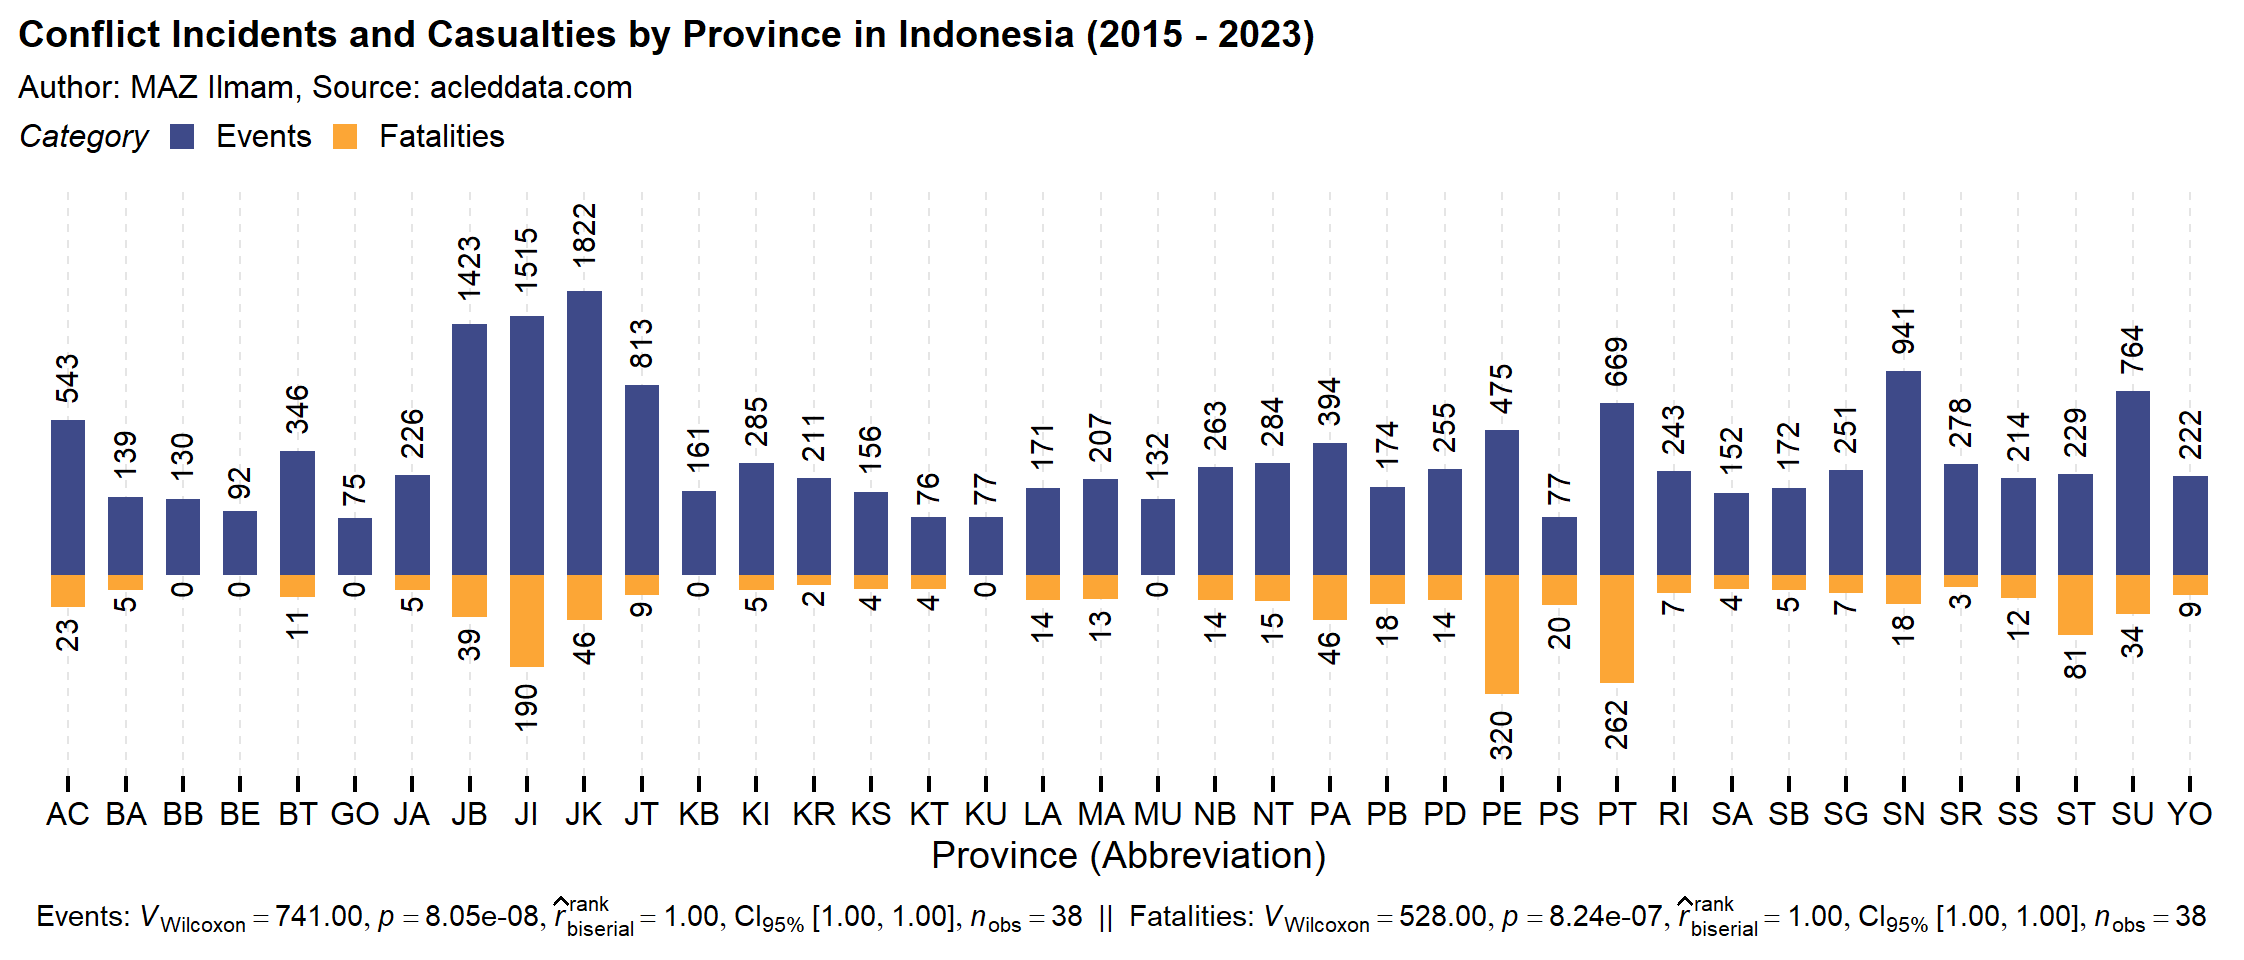 Conflict Incidents and Casualties by Province in Indonesia (2015 - 2023)
Author: MAZ Ilmam, Source: acleddata.com
Category Events Fatalities
543 139 130 92 346 75 226 1423 1515 1822 813 161 285 211 156 76 77 171 207 132 263 284 394 174 255 475 77 669 243 152 172 251 941 278 214 229 764 222
23 5 0 0 11 0 5 39 190 46 9 0 5 2 4 4 0 14 13 0 14 15 46 18 14 320 20 262 7 4 5 7 18 3 12 81 34 9
AC BA BB BE BT GO JA JB JI JK JT KB KI KR KS KT KU LA MA MU NB NT PA PB PD PE PS PT RI SA SB SG SN SR SS ST SU YO
Province (Abbreviation)
Events: V Wilcoxon = 741.00, p = 8.05e-08, r̂ rank biserial = 1.00, CI95% [1.00, 1.00], n obs = 38 || Fatalities: V Wilcoxon = 528.00, p = 8.24e-07, r̂ rank biserial = 1.00, CI95% [1.00, 1.00], n obs = 38